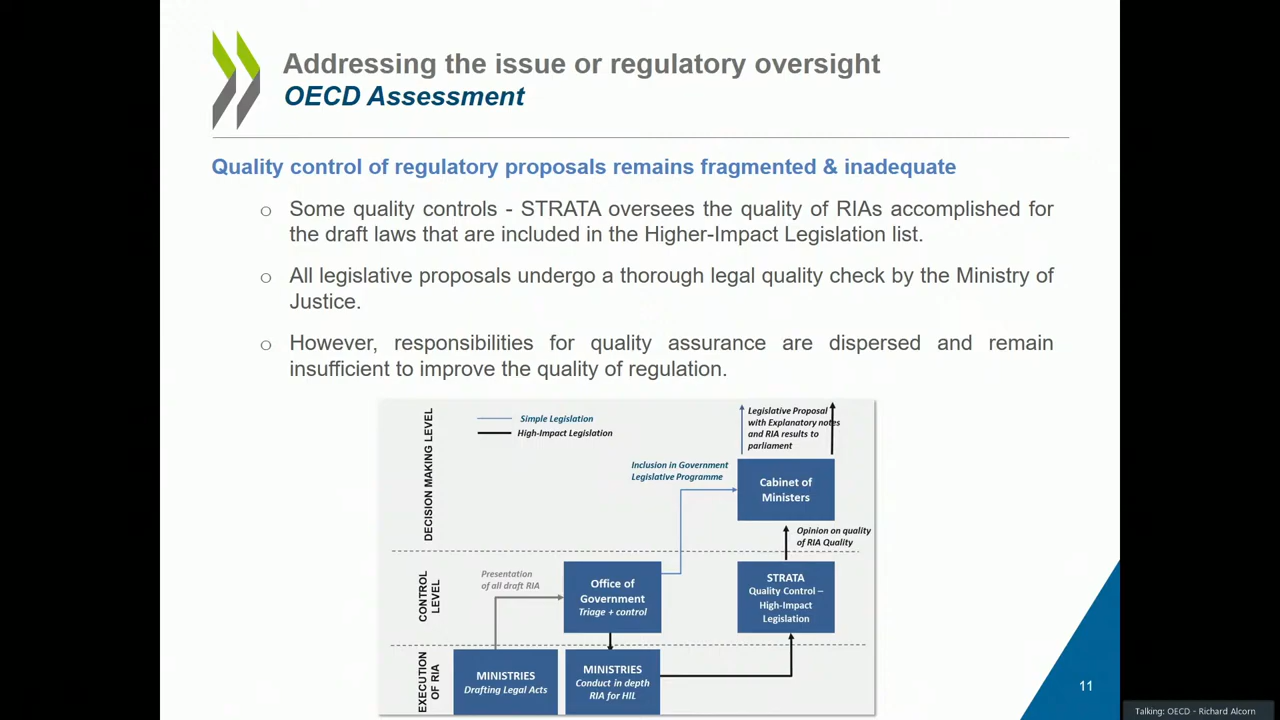 Addressing the issue or regulatory oversight
OECD Assessment
Quality control of regulatory proposals remains fragmented & inadequate
Some quality controls - STRATA oversees the quality of RIAs accomplished for
the draft laws that are included in the Higher-Impact Legislation list.
All legislative proposals undergo a thorough legal quality check by the Ministry of
Justice.
However, responsibilities for quality assurance are dispersed and remain
insufficient to improve the quality of regulation.
DECISION MAKING LEVEL
Simple Legislation
High-Impact Legislation
Legislative Proposal
with Explanatory notes
and RIA results to
parliament
Inclusion in Government
Legislative Programme
Cabinet of
Ministers
Opinion on quality
of RIA Quality
CONTROL
LEVEL
Presentation
of all draft RIA
Office of
Government
Triage + control
STRATA
Quality Control –
High-Impact
Legislation
EXECUTION
OF RIA
MINISTRIES
Drafting Legal Acts
MINISTRIES
Conduct in depth
RIA for HIL
11
Talking: OECD - Richard Alcorn